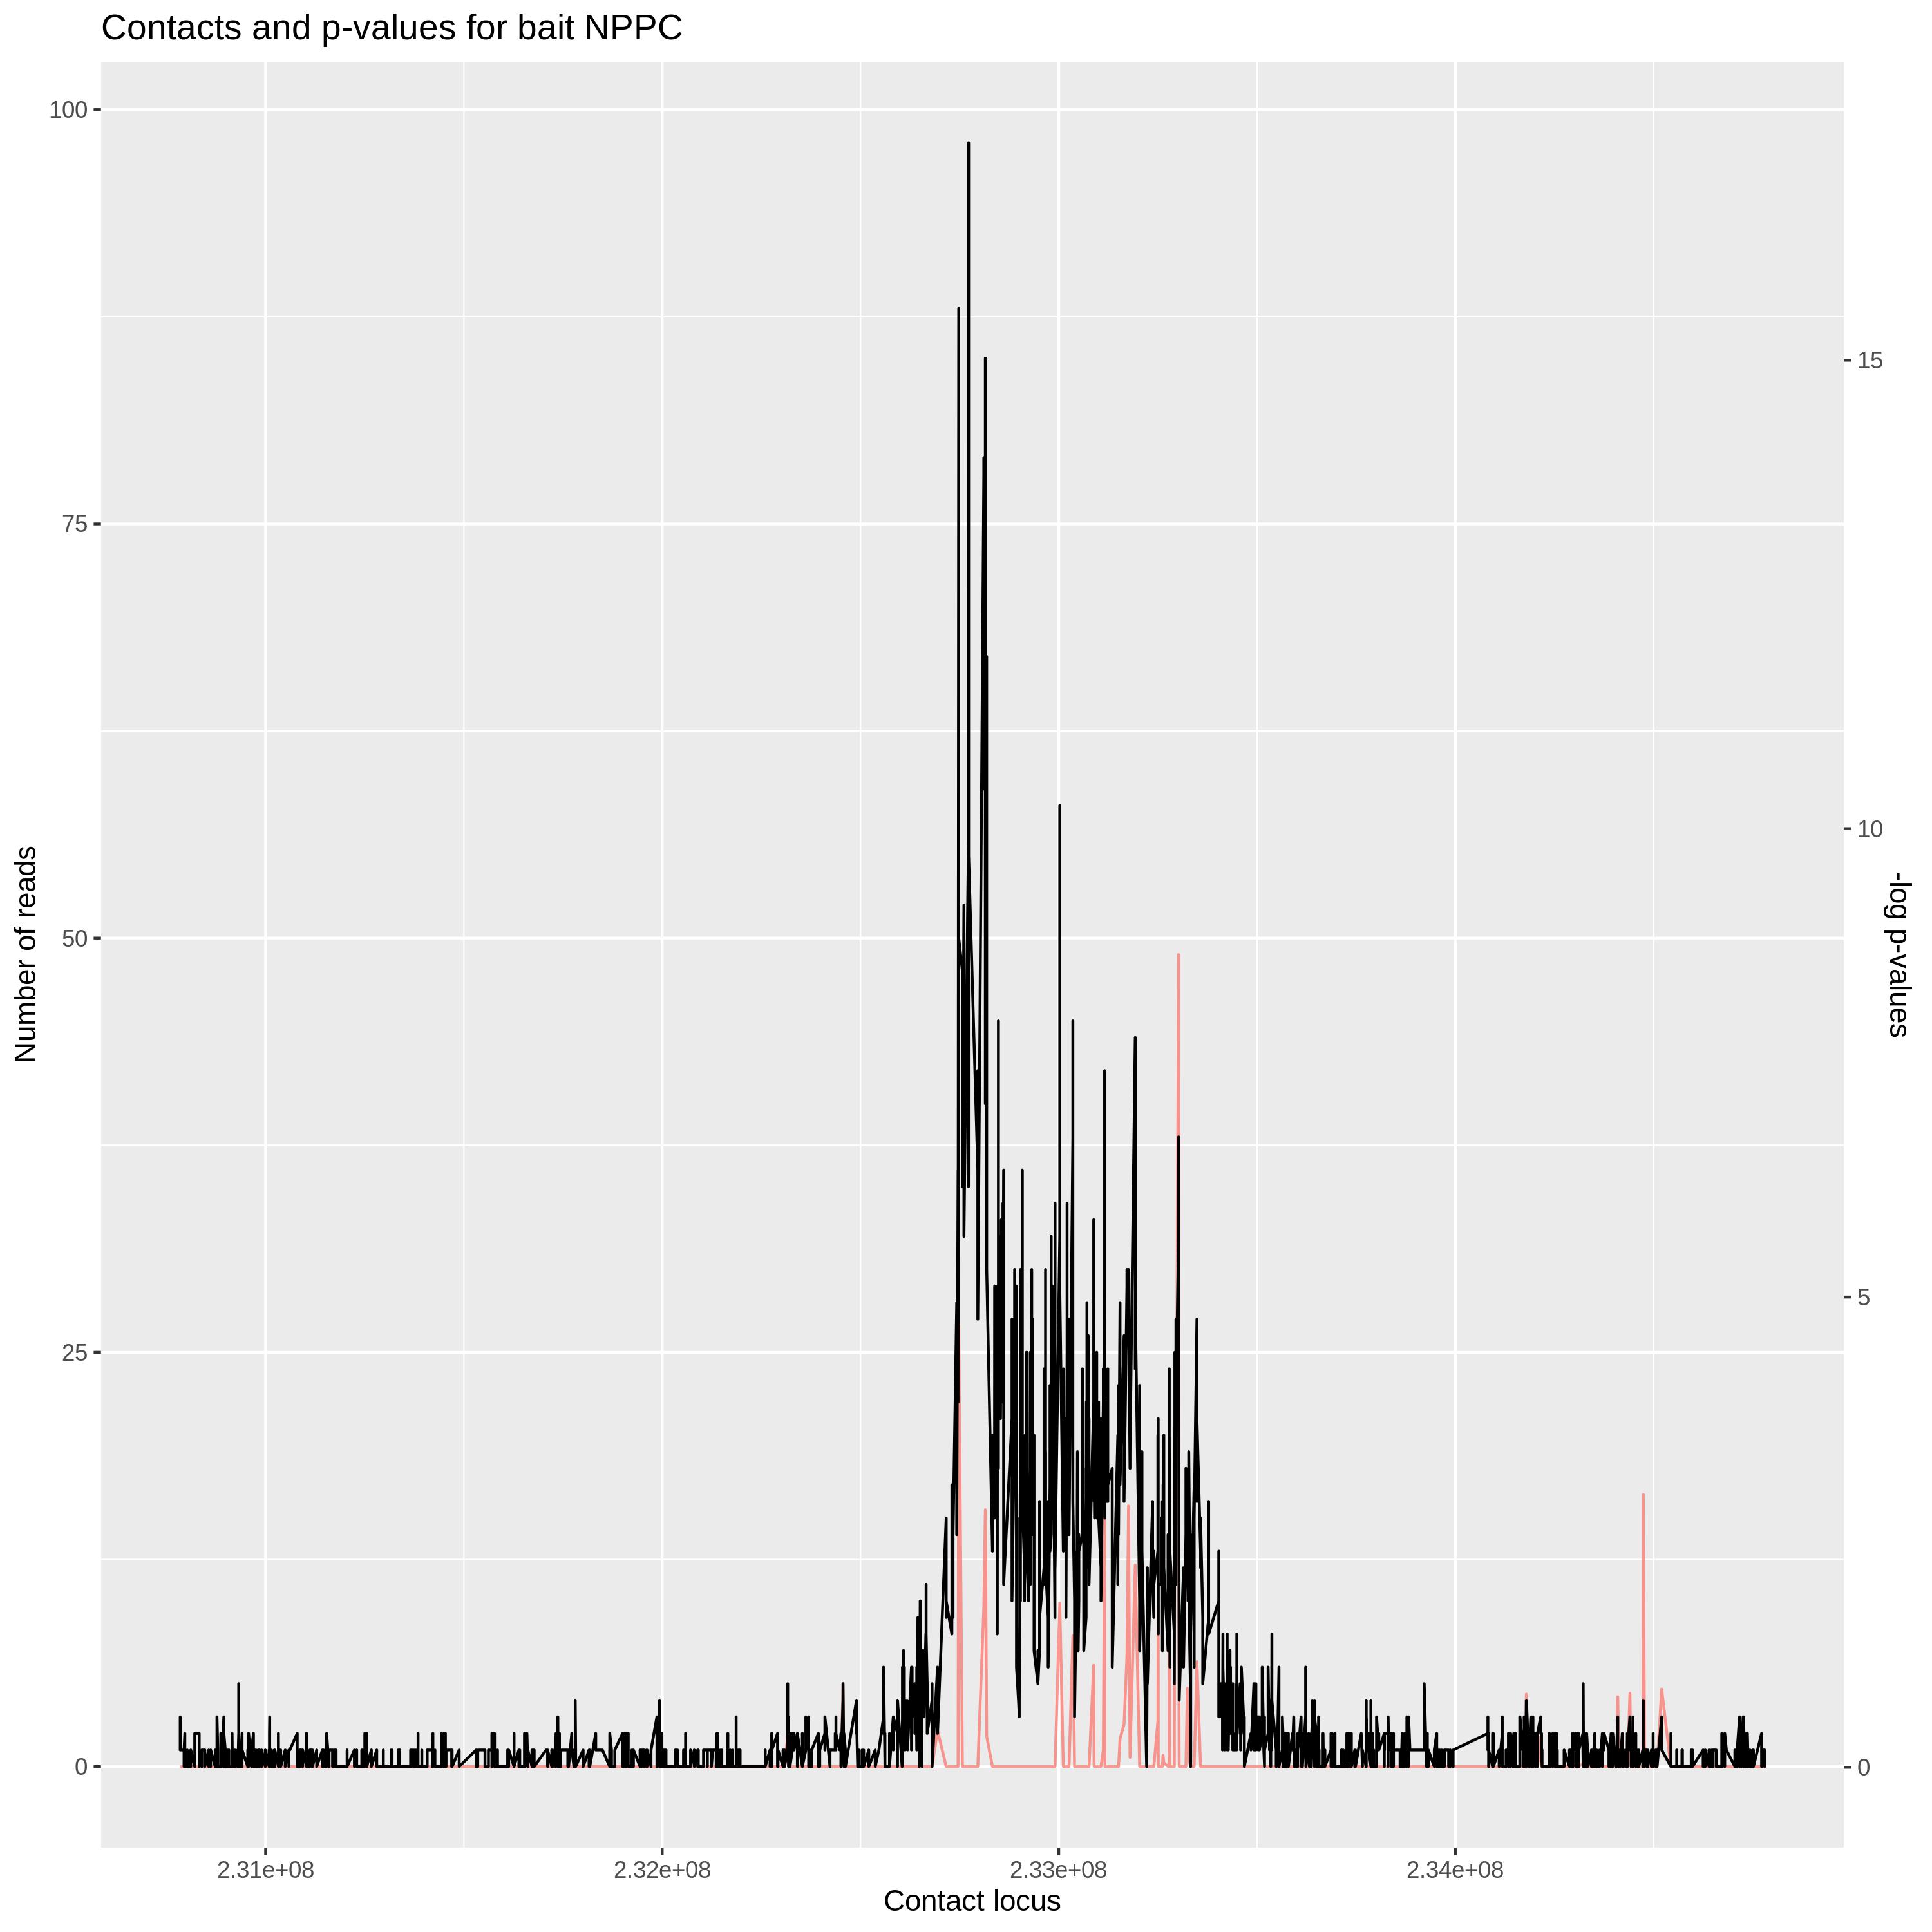 Contacts and p-values for bait NPPC
100
75
50
25
0
Number of reads
15
10
5
0
-log p-values
2.31e+08
2.32e+08
2.33e+08
2.34e+08
Contact locus